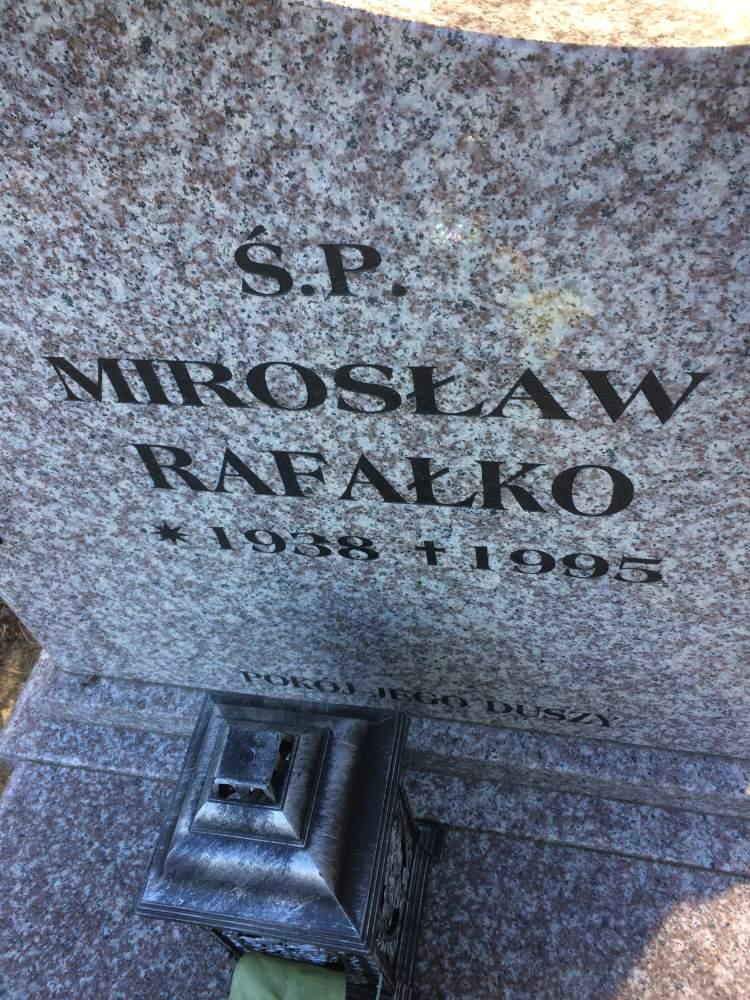 Ś.P.
MIROSŁAW
RAFAŁKO
* 1938 † 1995
POKÓJ JEGO DUSZY